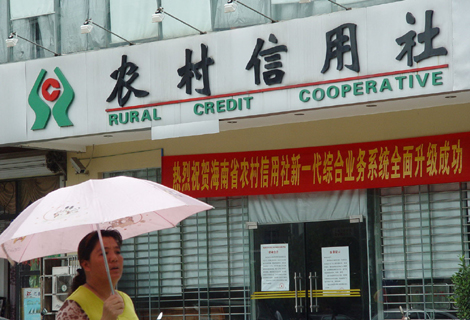 农村信用社
RURAL CREDIT COOPERATIVE
热烈祝贺海南省农村信用社新一代综合业务系统全面升级成功